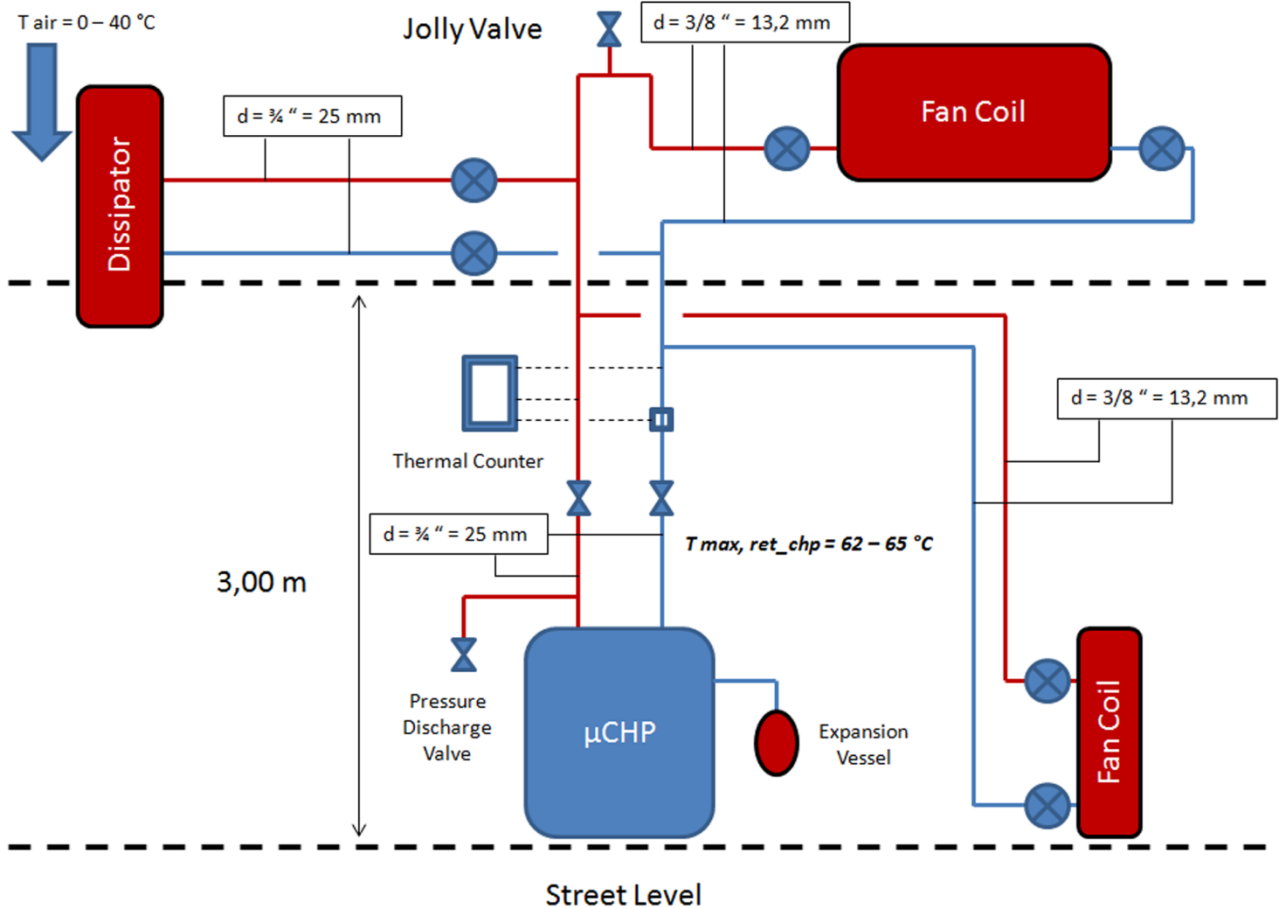 T air = 0 – 40 °C
Jolly Valve
d = 3/8 “ = 13,2 mm
Fan Coil
d = ¾ “ = 25 mm
Dissipator
d = 3/8 “ = 13,2 mm
Thermal Counter
d = ¾ “ = 25 mm
T max, ret_chp = 62 – 65 °C
3,00 m
Pressure
Discharge
Valve
µCHP
Expansion
Vessel
Fan Coil
Street Level